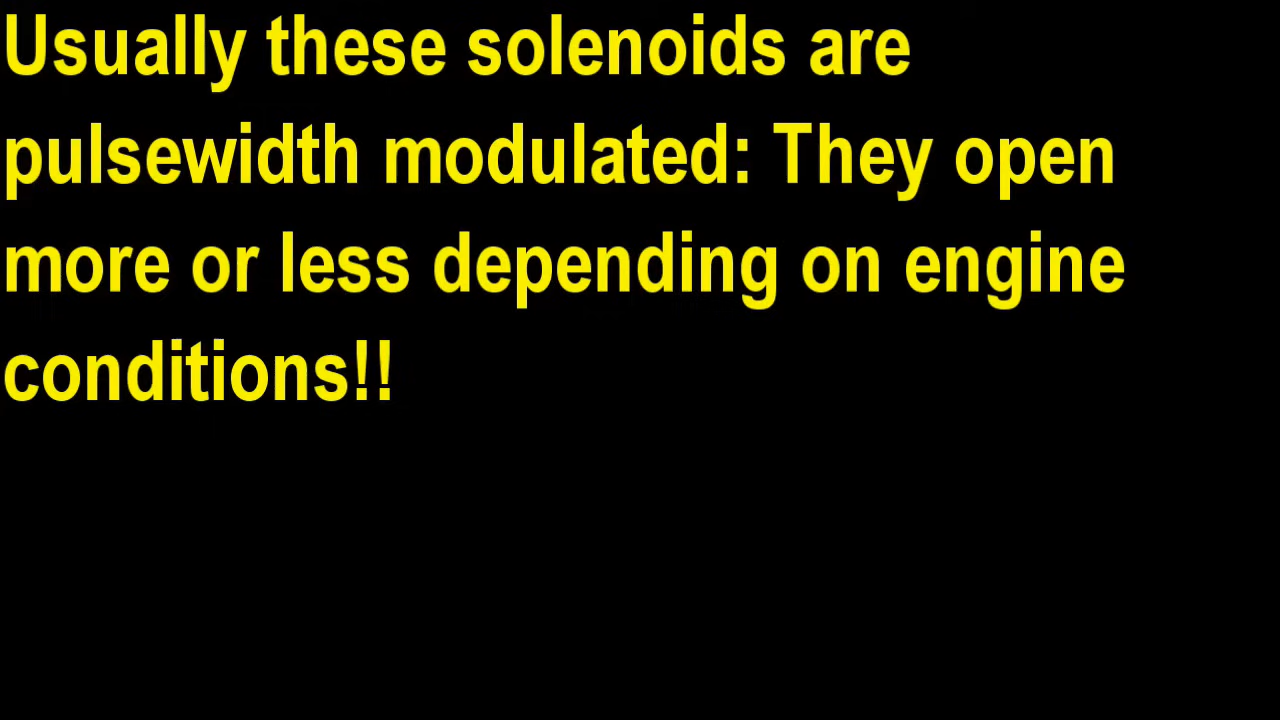 Usually these solenoids are
pulsewidth modulated: They open
more or less depending on engine
conditions!!